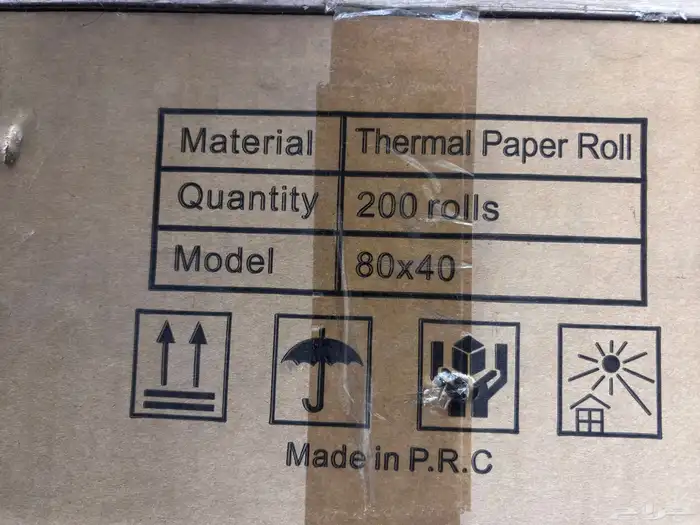 Material Thermal Paper Roll
Quantity 200 rolls
Model 80x40
Made in P.R.C